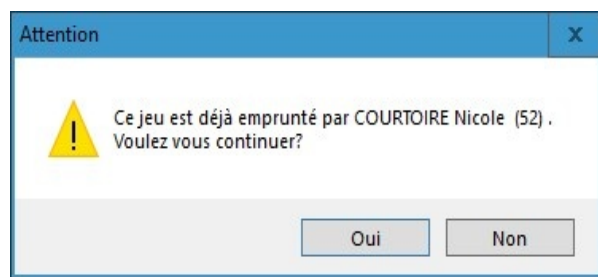 Attention
X
Ce jeu est déjà emprunté par COURTOIRE Nicole (52) .
Voulez vous continuer?
Oui Non